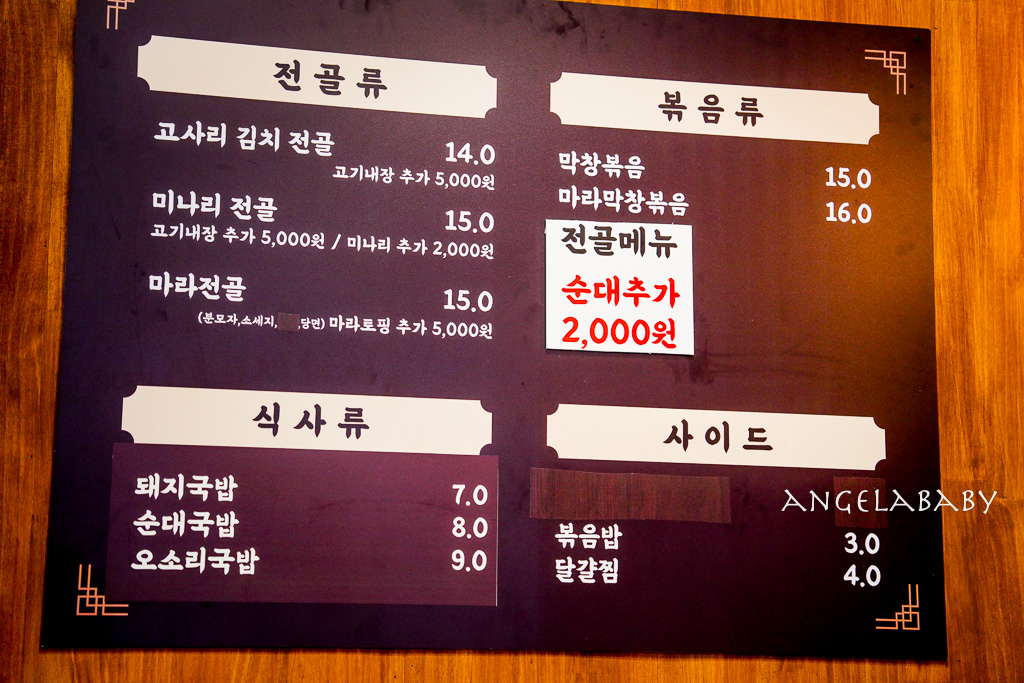 전골류
고사리 김치 전골 14.0
고기내장 추가 5,000원
미나리 전골 15.0
고기내장 추가 5,000원 / 미나리 추가 2,000원
마라전골 15.0
(분모자,소세지, ,당면) 마라토핑 추가 5,000원
볶음류
막창볶음 15.0
마라막창볶음 16.0
전골메뉴
순대추가
2,000원
식사류
돼지국밥 7.0
순대국밥 8.0
오소리국밥 9.0
사이드
볶음밥 3.0
달걀찜 4.0
ANGELABABY